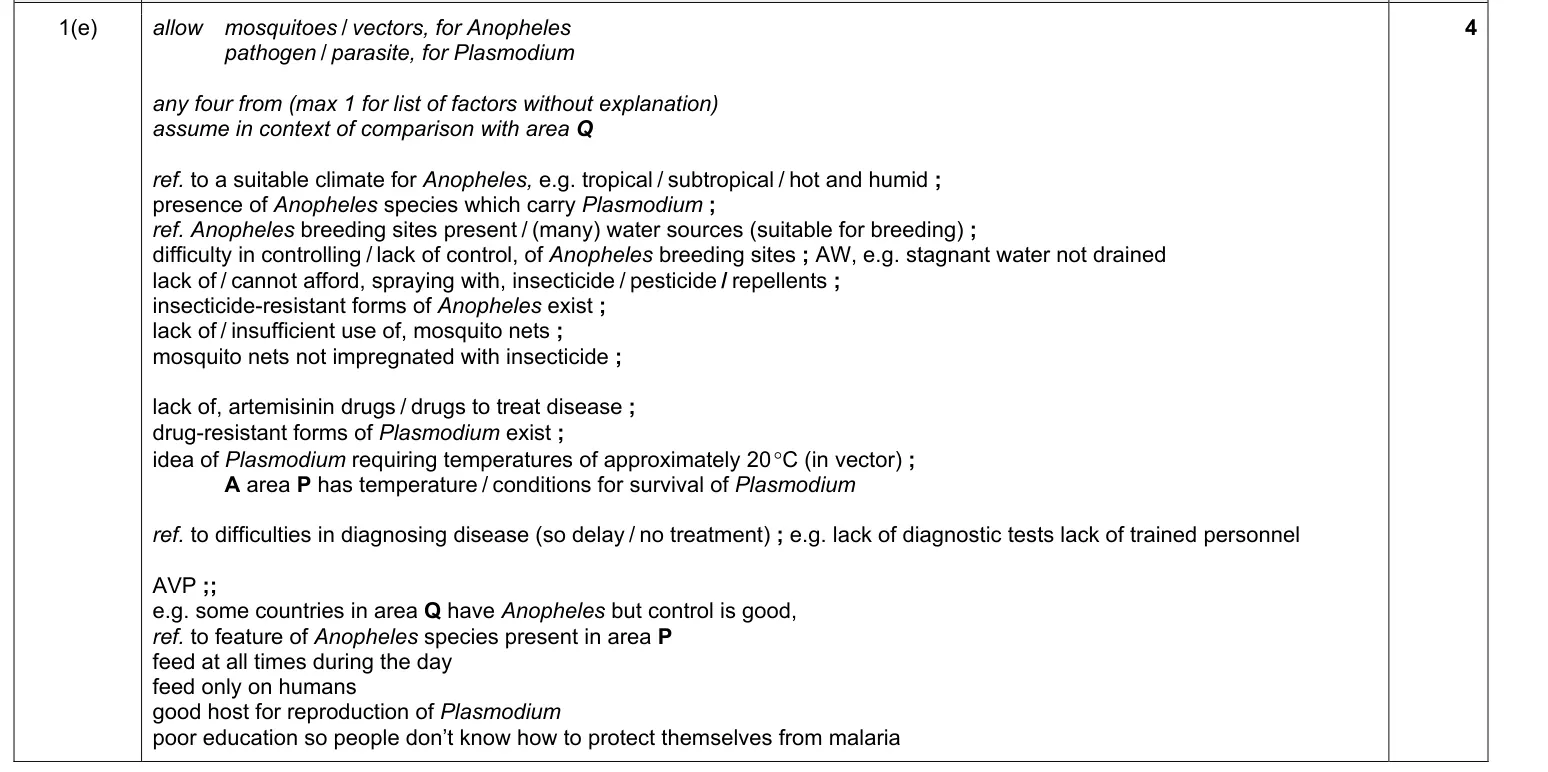 1(e) allow mosquitoes / vectors, for Anopheles 4
pathogen / parasite, for Plasmodium
any four from (max 1 for list of factors without explanation)
assume in context of comparison with area Q
ref. to a suitable climate for Anopheles, e.g. tropical / subtropical / hot and humid ;
presence of Anopheles species which carry Plasmodium ;
ref. Anopheles breeding sites present / (many) water sources (suitable for breeding) ;
difficulty in controlling / lack of control, of Anopheles breeding sites ; AW, e.g. stagnant water not drained
lack of / cannot afford, spraying with, insecticide / pesticide / repellents ;
insecticide-resistant forms of Anopheles exist ;
lack of / insufficient use of, mosquito nets ;
mosquito nets not impregnated with insecticide ;
lack of, artemisinin drugs / drugs to treat disease ;
drug-resistant forms of Plasmodium exist ;
idea of Plasmodium requiring temperatures of approximately 20 °C (in vector) ;
A area P has temperature / conditions for survival of Plasmodium
ref. to difficulties in diagnosing disease (so delay / no treatment) ; e.g. lack of diagnostic tests lack of trained personnel
AVP ;;
e.g. some countries in area Q have Anopheles but control is good,
ref. to feature of Anopheles species present in area P
feed at all times during the day
feed only on humans
good host for reproduction of Plasmodium
poor education so people don't know how to protect themselves from malaria